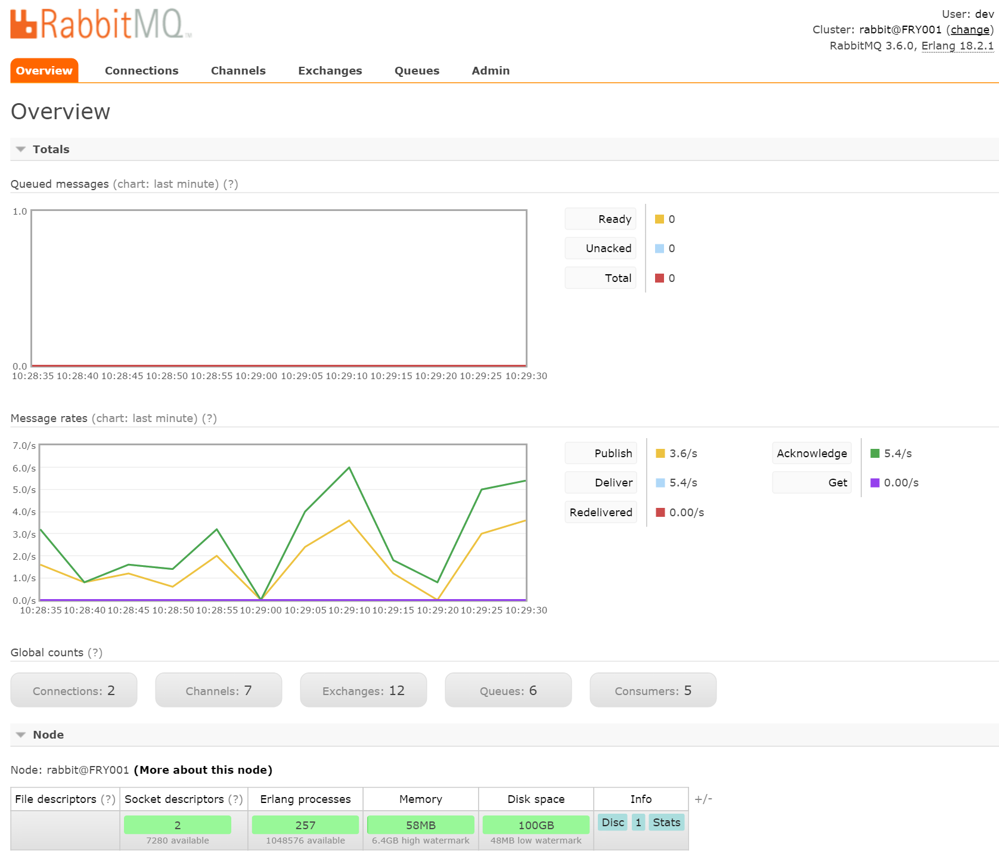 RabbitMQ™
User: dev
Cluster: rabbit@FRY001 (change)
RabbitMQ 3.6.0, Erlang 18.2.1
Overview Connections Channels Exchanges Queues Admin
Overview
Totals
Queued messages (chart: last minute) (?)
1.0
0.0
10:28:35 10:28:40 10:28:45 10:28:50 10:28:55 10:29:00 10:29:05 10:29:10 10:29:15 10:29:20 10:29:25 10:29:30
Ready 0
Unacked 0
Total 0
Message rates (chart: last minute) (?)
7.0/s
6.0/s
5.0/s
4.0/s
3.0/s
2.0/s
1.0/s
0.0/s
10:28:35 10:28:40 10:28:45 10:28:50 10:28:55 10:29:00 10:29:05 10:29:10 10:29:15 10:29:20 10:29:25 10:29:30
Publish 3.6/s Acknowledge 5.4/s
Deliver 5.4/s Get 0.00/s
Redelivered 0.00/s
Global counts (?)
Connections: 2 Channels: 7 Exchanges: 12 Queues: 6 Consumers: 5
Node
Node: rabbit@FRY001 (More about this node)
File descriptors (?) Socket descriptors (?) Erlang processes Memory Disk space Info +/-
2 257 58MB 100GB Disc 1 Stats
7280 available 1048576 available 6.4GB high watermark 48MB low watermark